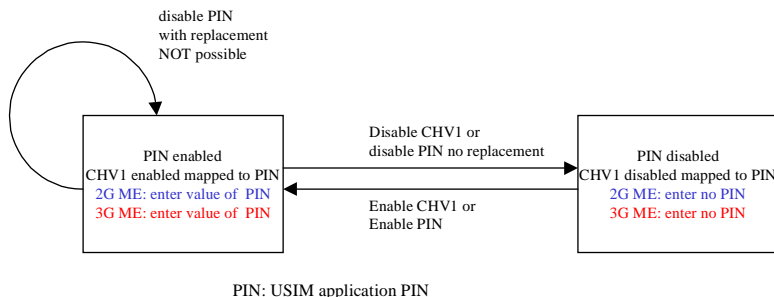 disable PIN
with replacement
NOT possible
PIN enabled
CHV1 enabled mapped to PIN
2G ME: enter value of PIN
3G ME: enter value of PIN
Disable CHV1 or
disable PIN no replacement
Enable CHV1 or
Enable PIN
PIN disabled
CHV1 disabled mapped to PIN
2G ME: enter no PIN
3G ME: enter no PIN
PIN: USIM application PIN